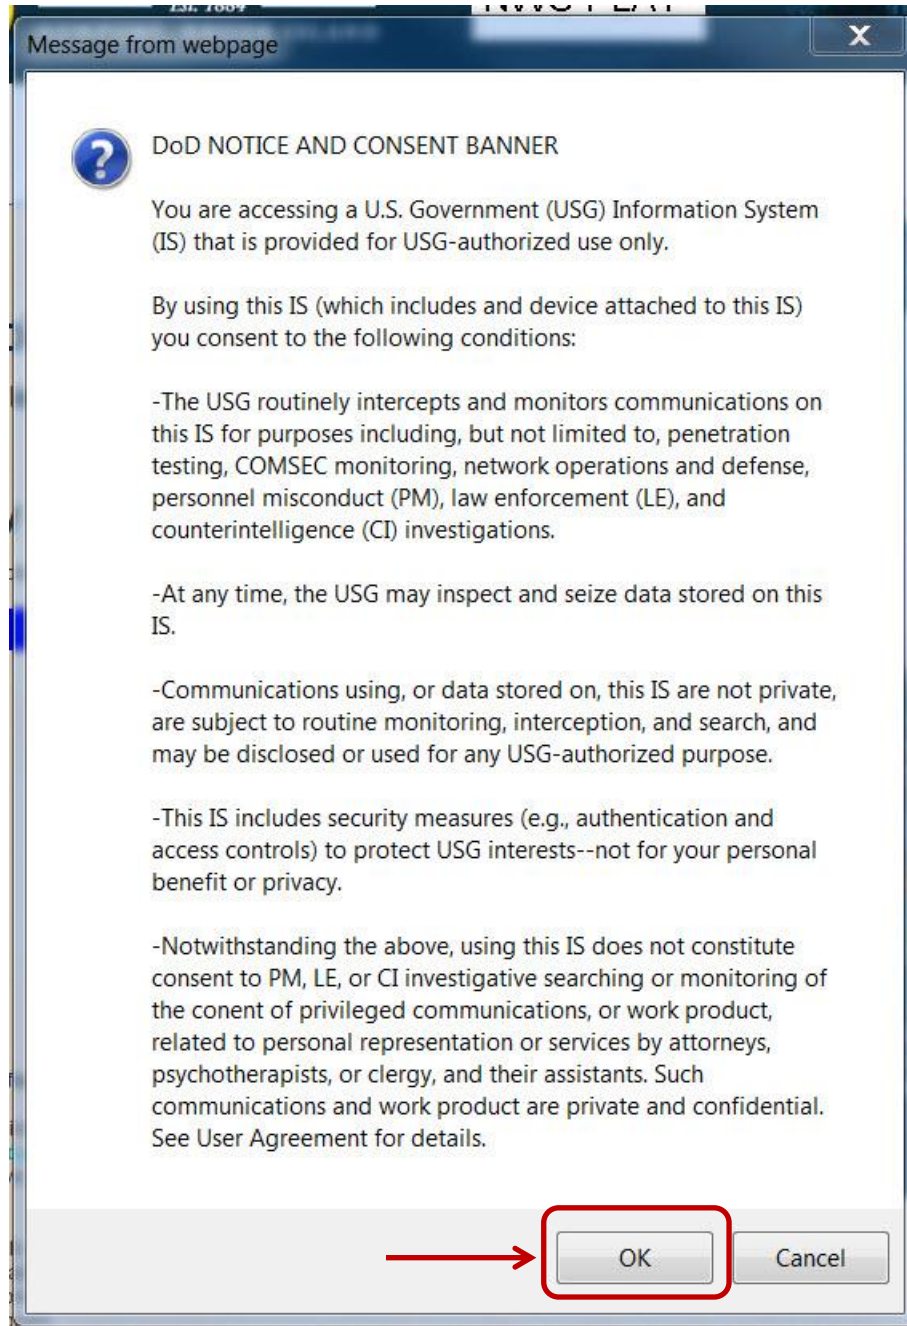 EST. 1884
Message from webpage
X
DoD NOTICE AND CONSENT BANNER
You are accessing a U.S. Government (USG) Information System
(IS) that is provided for USG-authorized use only.
By using this IS (which includes and device attached to this IS)
you consent to the following conditions:
-The USG routinely intercepts and monitors communications on
this IS for purposes including, but not limited to, penetration
testing, COMSEC monitoring, network operations and defense,
personnel misconduct (PM), law enforcement (LE), and
counterintelligence (CI) investigations.
-At any time, the USG may inspect and seize data stored on this
IS.
-Communications using, or data stored on, this IS are not private,
are subject to routine monitoring, interception, and search, and
may be disclosed or used for any USG-authorized purpose.
-This IS includes security measures (e.g., authentication and
access controls) to protect USG interests--not for your personal
benefit or privacy.
-Notwithstanding the above, using this IS does not constitute
consent to PM, LE, or CI investigative searching or monitoring of
the conent of privileged communications, or work product,
related to personal representation or services by attorneys,
psychotherapists, or clergy, and their assistants. Such
communications and work product are private and confidential.
See User Agreement for details.
OK
Cancel